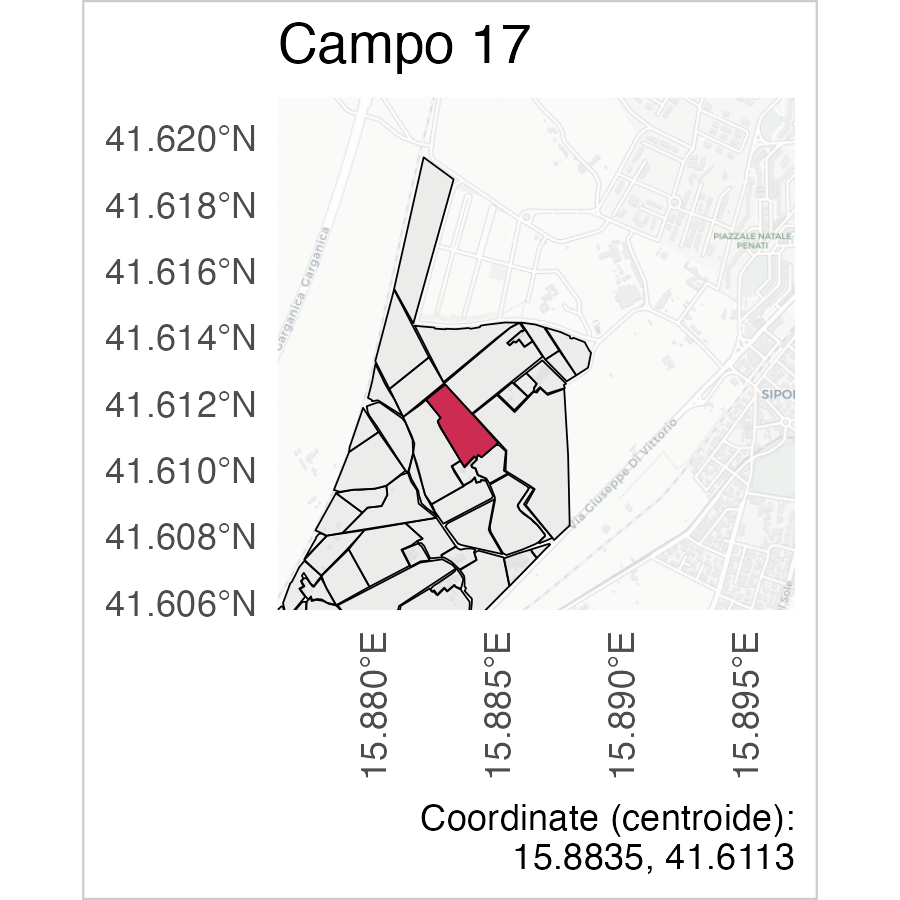 Campo 17
41.620°N
41.618°N
41.616°N
41.614°N
41.612°N
41.610°N
41.608°N
41.606°N
Garganica Garganica
PIAZZALE NATALE
PENATI
SIPO
Via Giuseppe Di Vittorio
il Sole
15.880°E
15.885°E
15.890°E
15.895°E
Coordinate (centroide):
15.8835, 41.6113